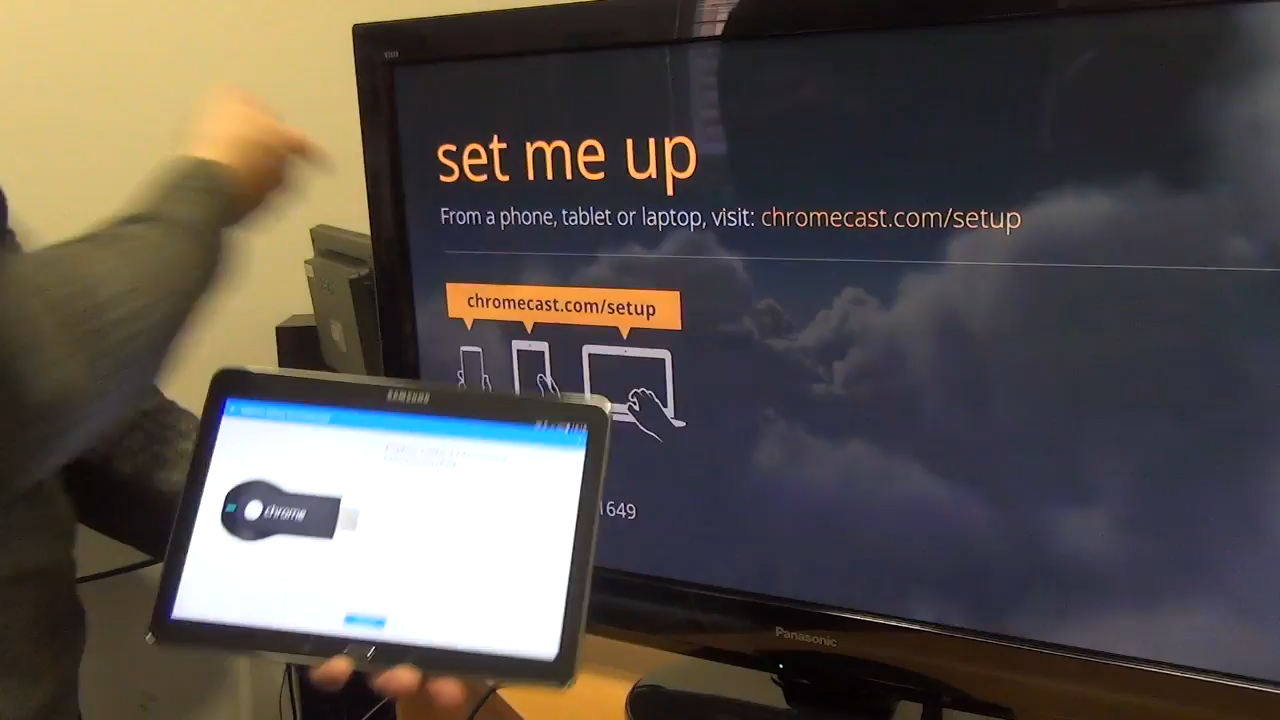 set me up
From a phone, tablet or laptop, visit: chromecast.com/setup
chromecast.com/setup
SAMSUNG
chrome
1649
Panasonic